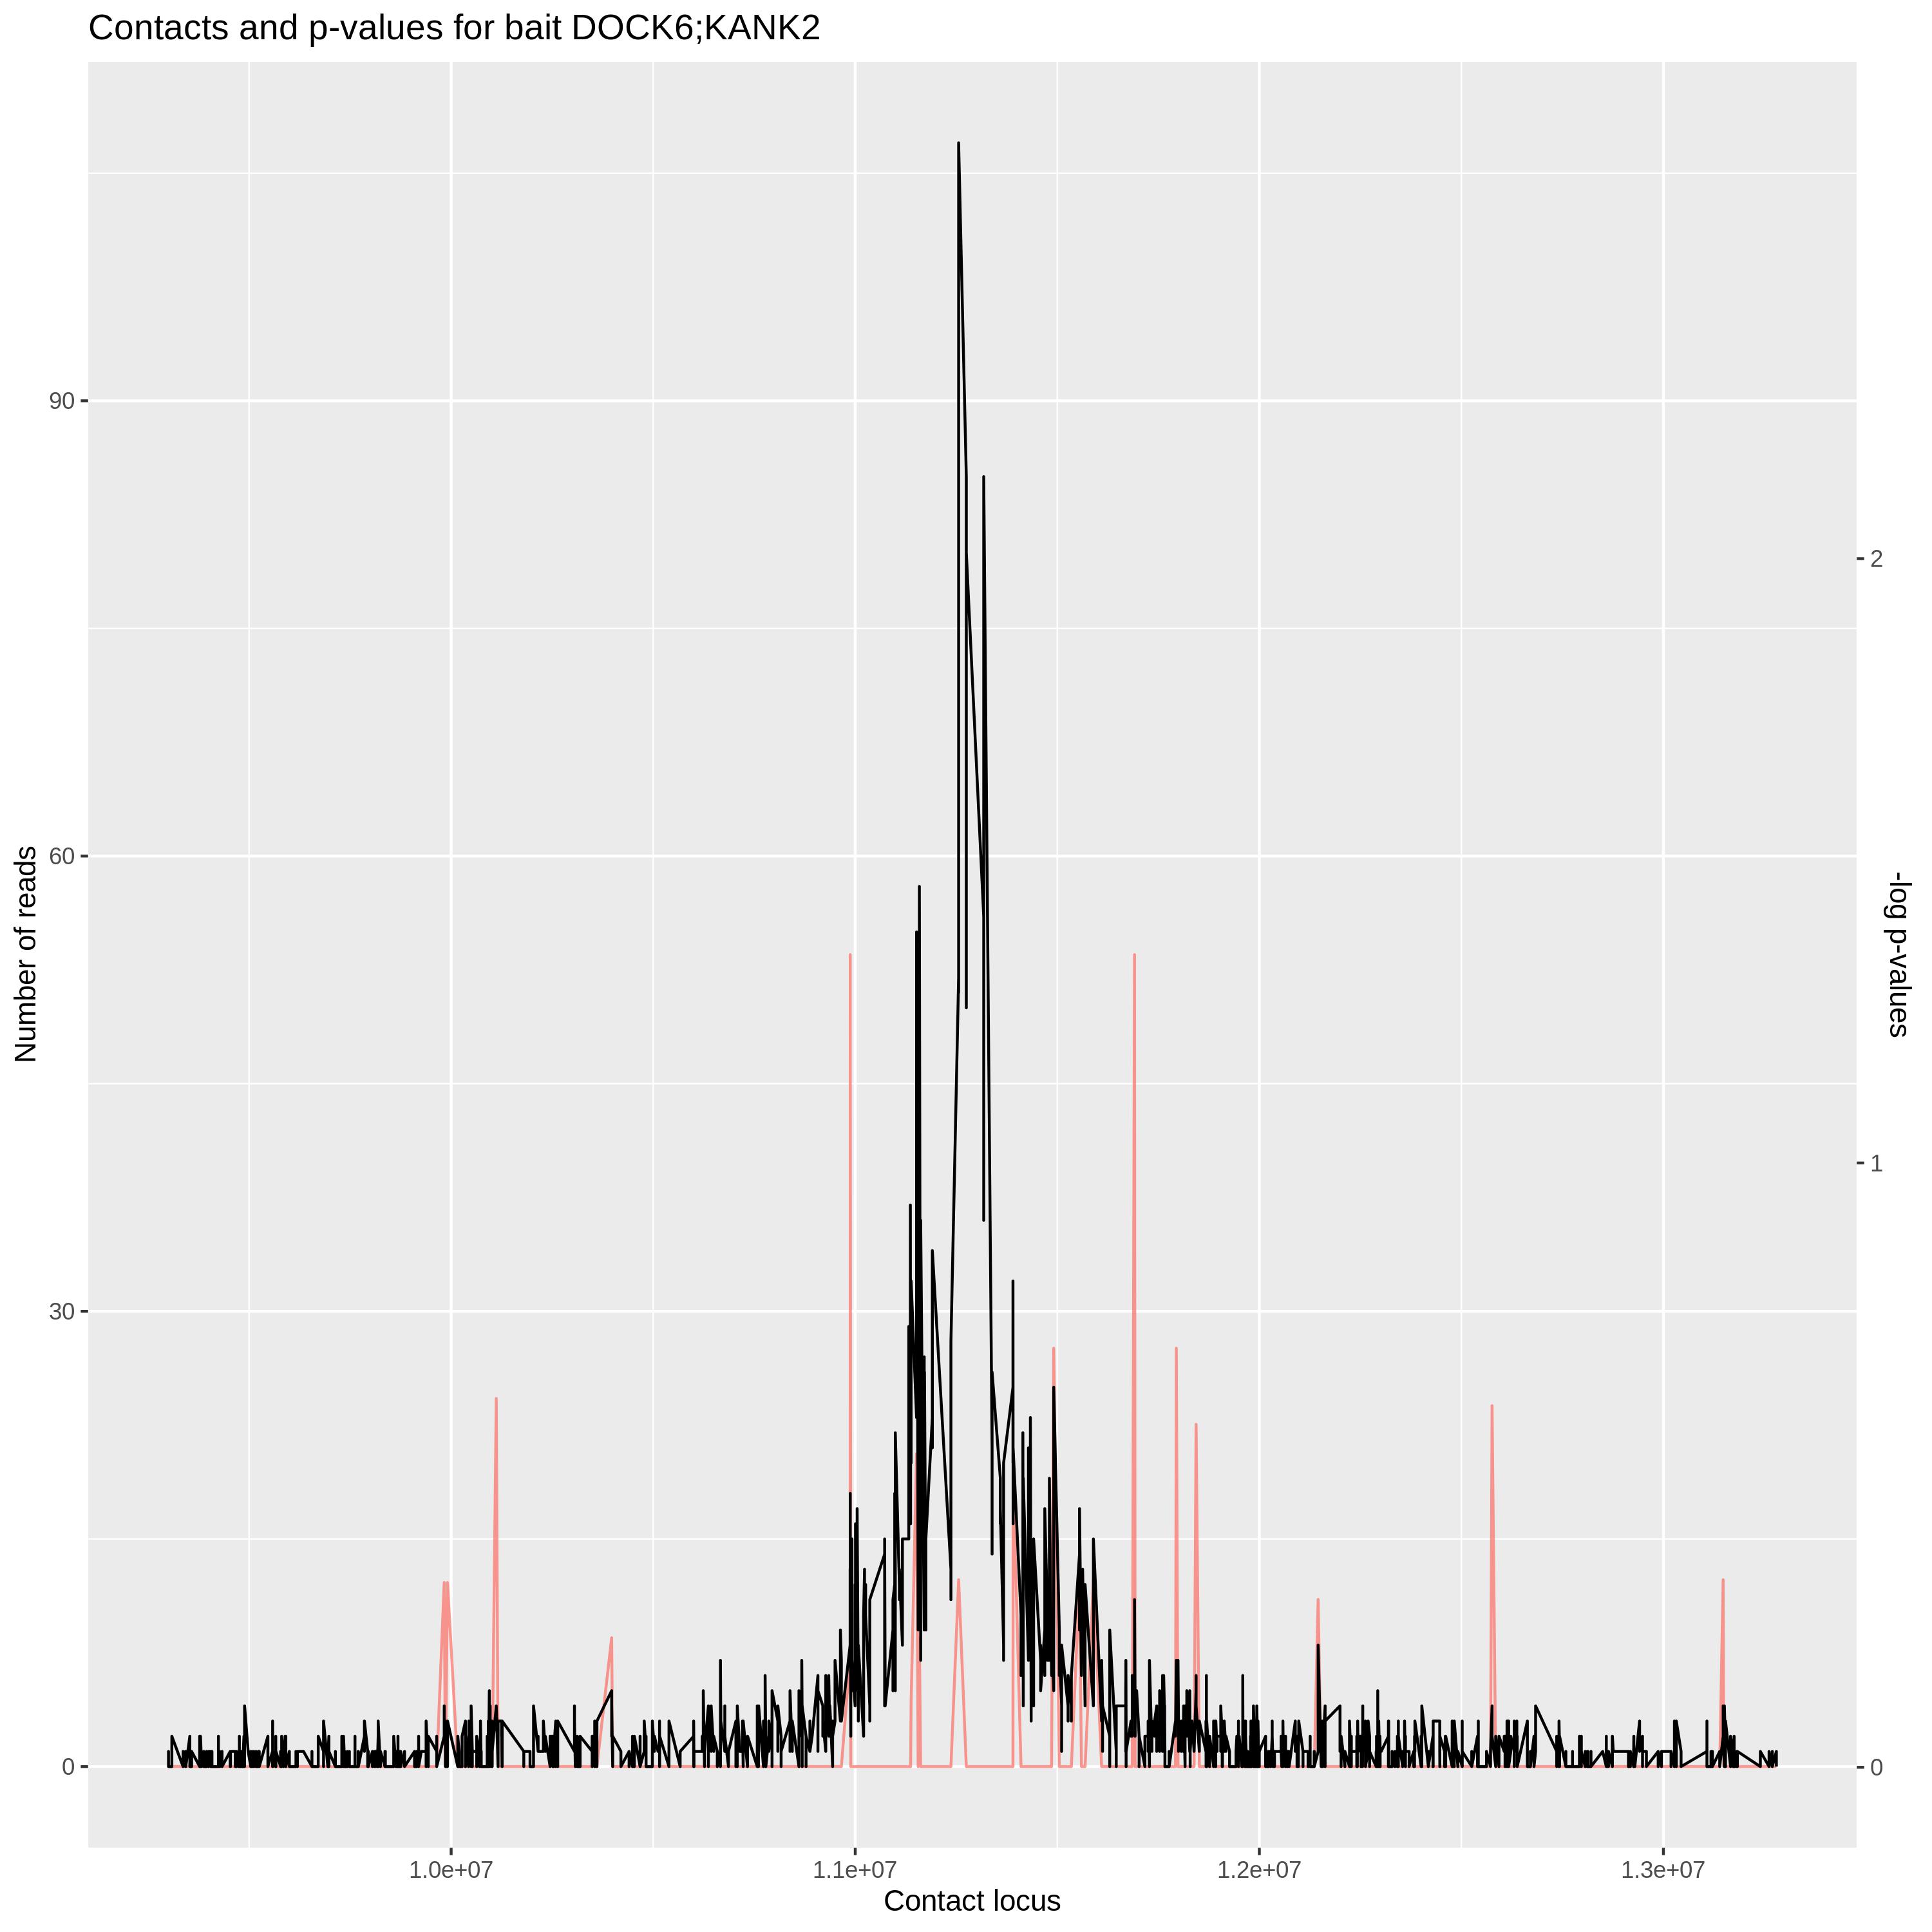 Contacts and p-values for bait DOCK6;KANK2
Number of reads
90
60
30
0
2
1
0
-log p-values
1.0e+07 1.1e+07 1.2e+07 1.3e+07
Contact locus